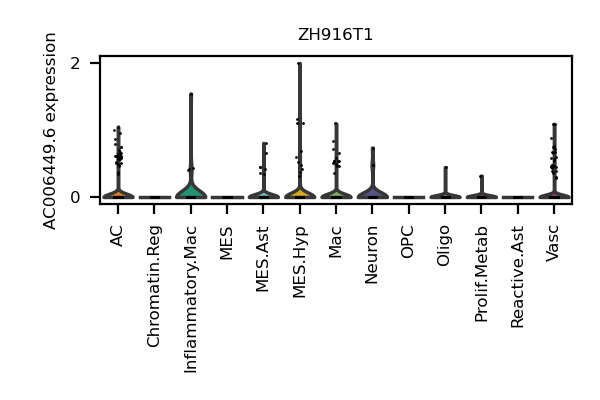 ZH916T1
AC006449.6 expression
2
0
AC
Chromatin.Reg
Inflammatory.Mac
MES
MES.Ast
MES.Hyp
Mac
Neuron
OPC
Oligo
Prolif.Metab
Reactive.Ast
Vasc